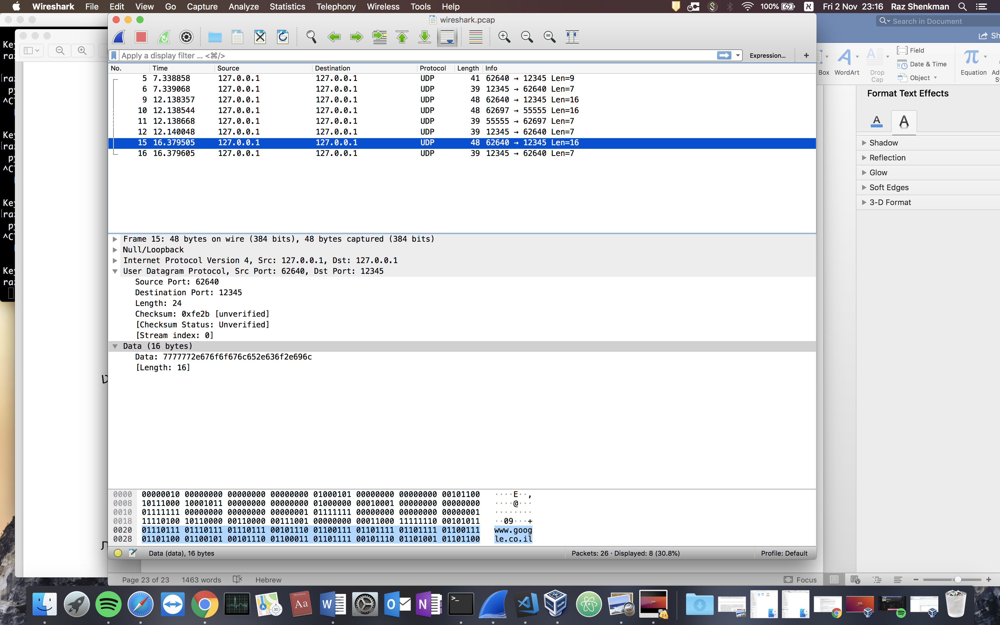 Wireshark File Edit View Go Capture Analyze Statistics Telephony Wireless Tools Help 100% א Fri 2 Nov 23:16 Raz Shenkman
wireshark.pcap
Search in Document
Apply a display filter ... <⌘/>
Expression...
+
No. Time Source Destination Protocol Length Info
5 7.338858 127.0.0.1 127.0.0.1 UDP 41 62640 → 12345 Len=9
6 7.339068 127.0.0.1 127.0.0.1 UDP 39 12345 → 62640 Len=7
9 12.138357 127.0.0.1 127.0.0.1 UDP 48 62640 → 12345 Len=16
10 12.138544 127.0.0.1 127.0.0.1 UDP 48 62697 → 55555 Len=16
11 12.138668 127.0.0.1 127.0.0.1 UDP 39 55555 → 62697 Len=7
12 12.140048 127.0.0.1 127.0.0.1 UDP 39 12345 → 62640 Len=7
15 16.379505 127.0.0.1 127.0.0.1 UDP 48 62640 → 12345 Len=16
16 16.379605 127.0.0.1 127.0.0.1 UDP 39 12345 → 62640 Len=7
Frame 15: 48 bytes on wire (384 bits), 48 bytes captured (384 bits)
Null/Loopback
Internet Protocol Version 4, Src: 127.0.0.1, Dst: 127.0.0.1
User Datagram Protocol, Src Port: 62640, Dst Port: 12345
Source Port: 62640
Destination Port: 12345
Length: 24
Checksum: 0xfe2b [unverified]
[Checksum Status: Unverified]
[Stream index: 0]
Data (16 bytes)
Data: 7777772e676f6f676c652e636f2e696c
[Length: 16]
0000 00000010 00000000 00000000 00000000 01000101 00000000 00000000 00101100 ····E··,
0008 10111000 10001011 00000000 00000000 01000000 00010001 00000000 00000000 ····@···
0010 01111111 00000000 00000000 00000001 01111111 00000000 00000000 00000001 ········
0018 11110100 10110000 00110000 00111001 00000000 00011000 11111110 00101011 ··09···+
0020 01110111 01110111 01110111 00101110 01100111 01101111 01101111 01100111 www.goog
0028 01101100 01100101 00101110 01100011 01101111 00101110 01101001 01101100 le.co.il
Data (data), 16 bytes
Packets: 26 · Displayed: 8 (30.8%)
Profile: Default
Box WordArt
Drop Cap
Field
Date & Time
Object
Equation
Format Text Effects
Shadow
Reflection
Glow
Soft Edges
3-D Format
Page 23 of 23 1463 words Hebrew Focus